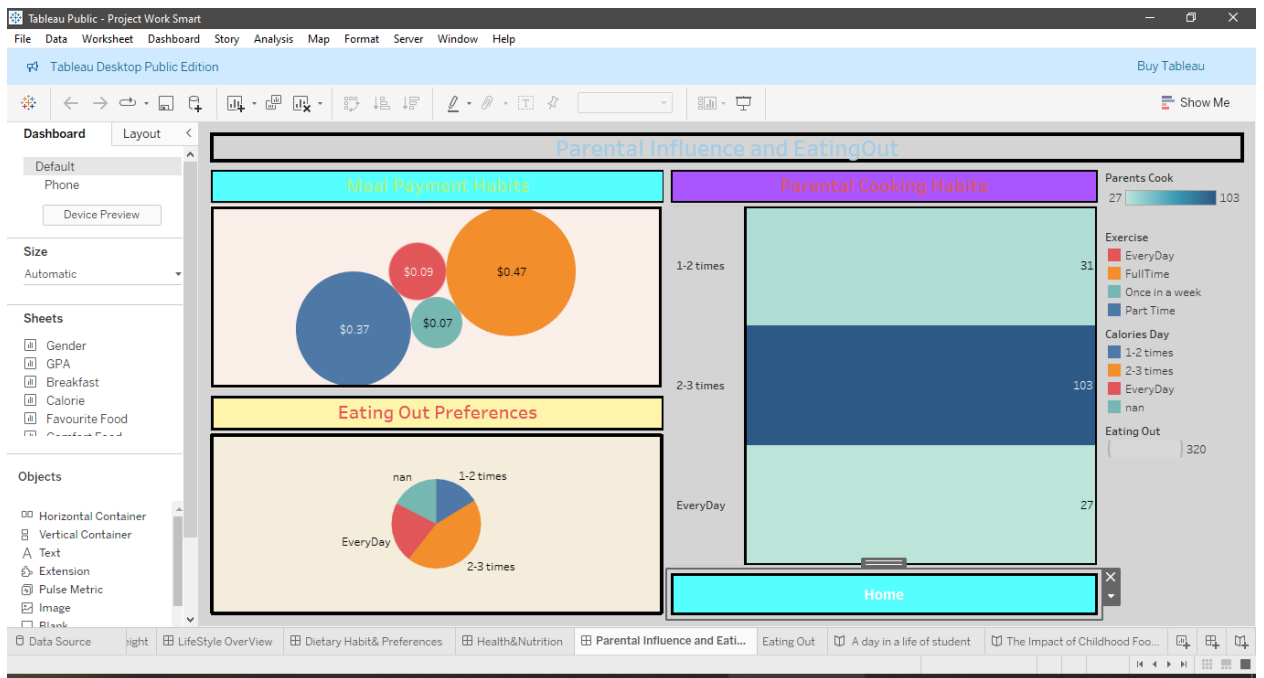 Tableau Public - Project Work Smart
File Data Worksheet Dashboard Story Analysis Map Format Server Window Help
Tableau Desktop Public Edition
Buy Tableau
Show Me
Dashboard Layout
Default
Phone
Device Preview
Size
Automatic
Sheets
Gender
GPA
Breakfast
Calorie
Favourite Food
Comfort Food
Objects
Horizontal Container
Vertical Container
Text
Extension
Pulse Metric
Image
Blank
Parental Influence and EatingOut
Meal Payment Habits
$0.09
$0.47
$0.37
$0.07
Eating Out Preferences
nan
1-2 times
EveryDay
2-3 times
Parental Cooking Habits
1-2 times 31
2-3 times 103
EveryDay 27
Home
Parents Cook
27 103
Exercise
EveryDay
FullTime
Once in a week
Part Time
Calories Day
1-2 times
2-3 times
EveryDay
nan
Eating Out
320
Data Source eight LifeStyle OverView Dietary Habit& Preferences Health&Nutrition Parental Influence and Eati... Eating Out A day in a life of student The Impact of Childhood Foo...